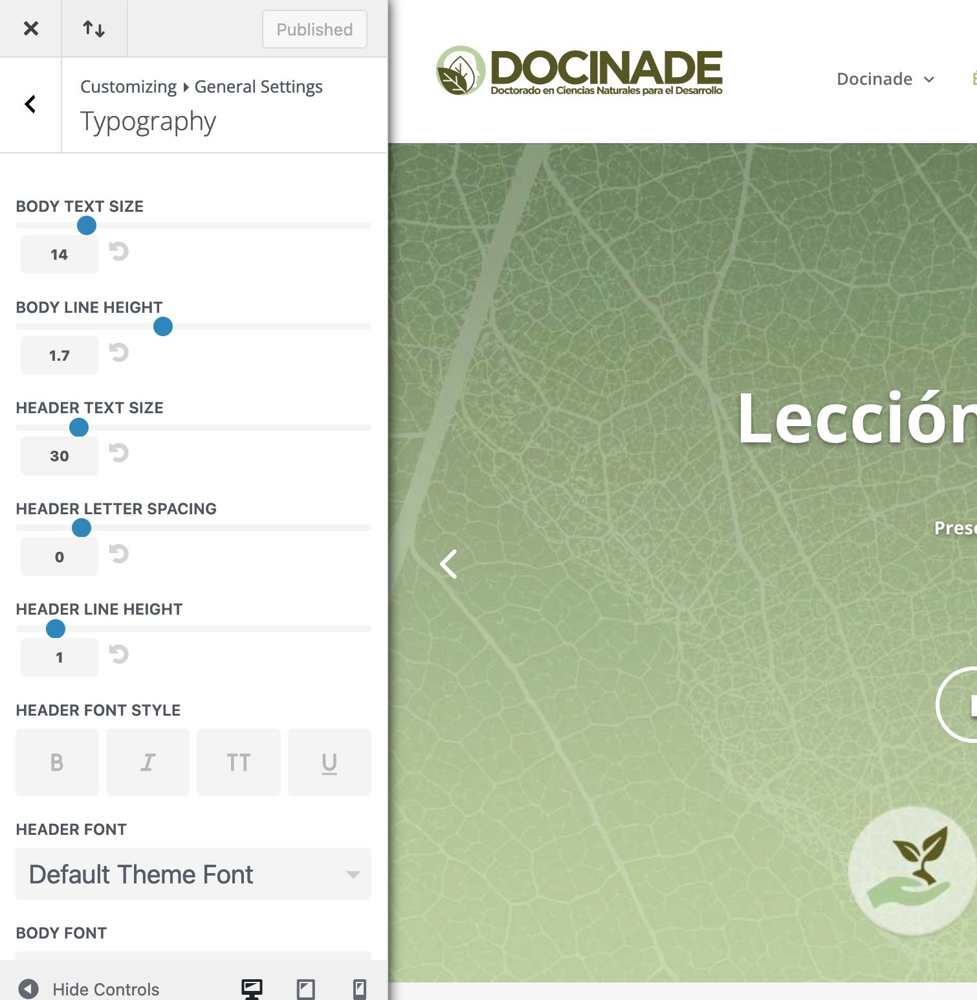 Published
Customizing ▸ General Settings
Typography
BODY TEXT SIZE
14
BODY LINE HEIGHT
1.7
HEADER TEXT SIZE
30
HEADER LETTER SPACING
0
HEADER LINE HEIGHT
1
HEADER FONT STYLE
B I TT U
HEADER FONT
Default Theme Font
BODY FONT
Hide Controls
DOCINADE
Doctorado en Ciencias Naturales para el Desarrollo
Docinade
Lección